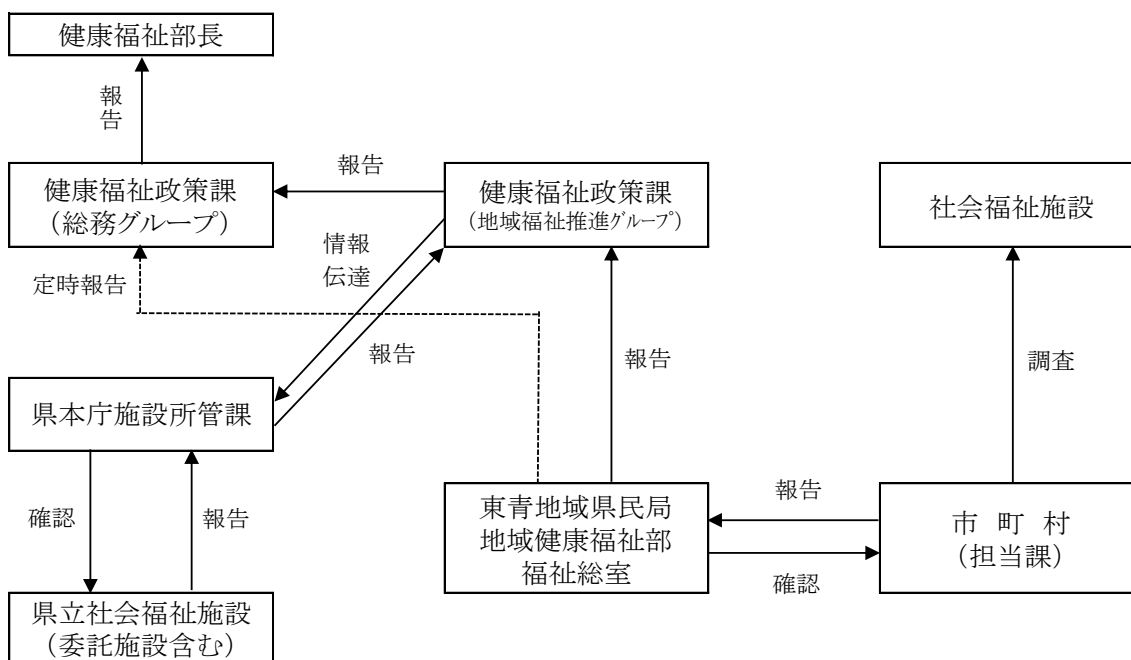 健康福祉部長
報
告
健康福祉政策課
（総務グループ）
報告
健康福祉政策課
（地域福祉推進グループ）
社会福祉施設
情報
伝達
定時報告
報告
報告
調査
県本庁施設所管課
確認
報告
東青地域県民局
地域健康福祉部
福祉総室
報告
確認
市 町 村
（担当課）
県立社会福祉施設
（委託施設含む）